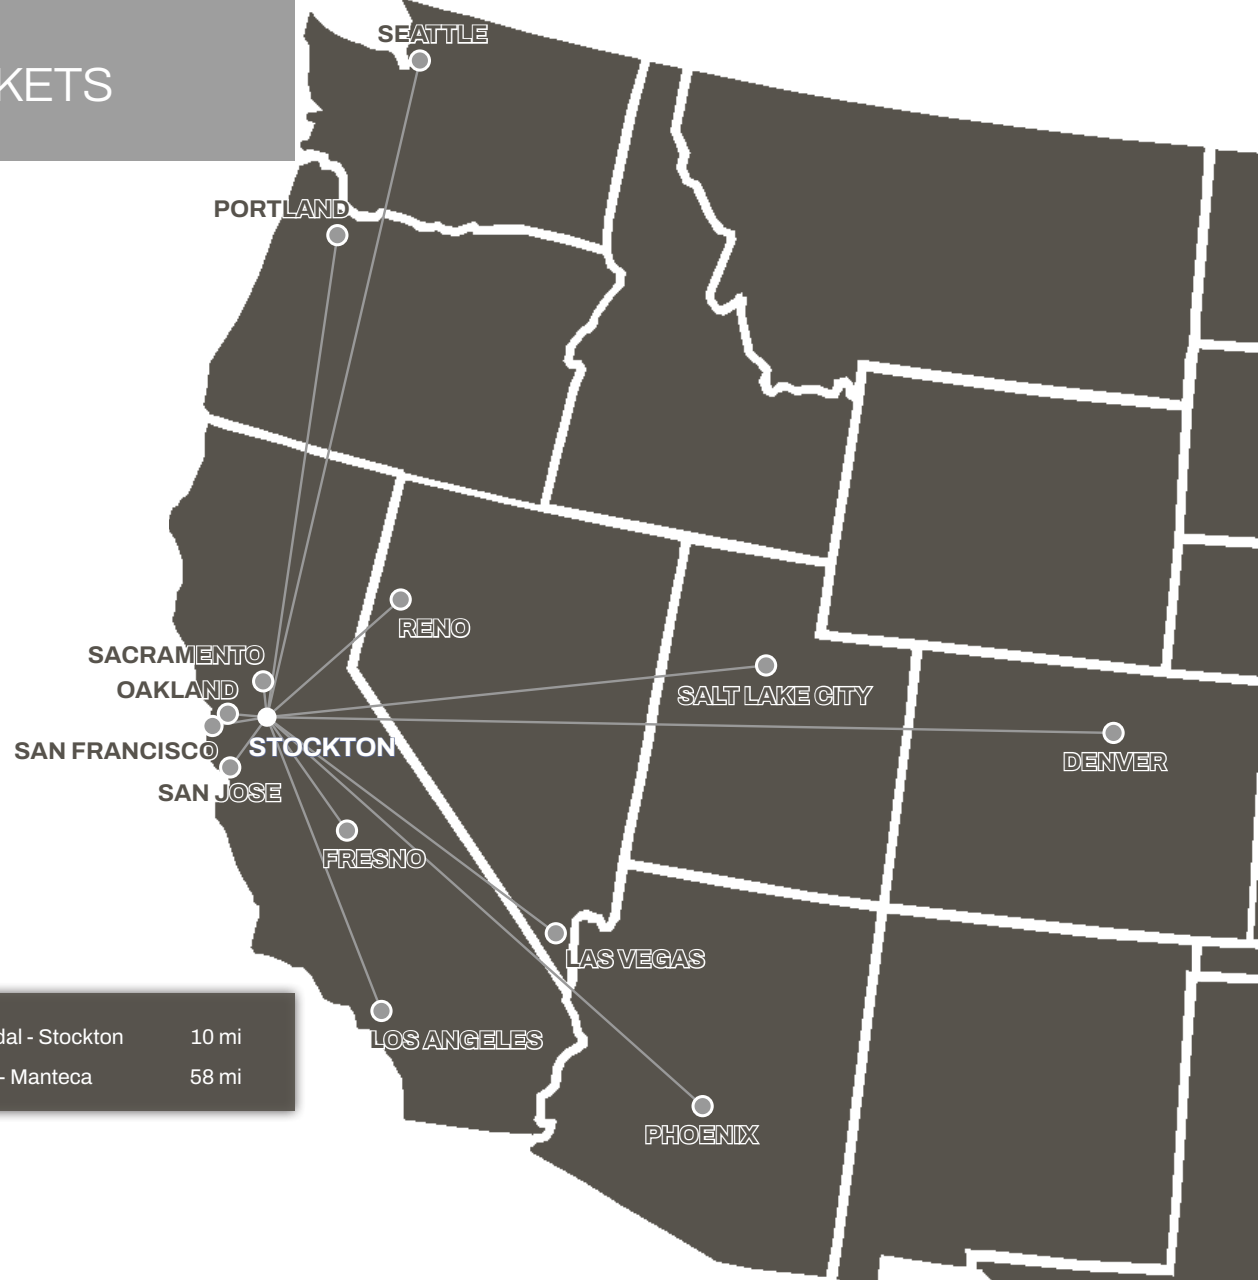 SEATTLE
KETS
PORTLAND
RENO
SACRAMENTO
OAKLAND
SALT LAKE CITY
STOCKTON
SAN FRANCISCO
DENVER
SAN JOSE
FRESNO
LAS VEGAS
dal - Stockton 10 mi
LOS ANGELES
- Manteca 58 mi
PHOENIX